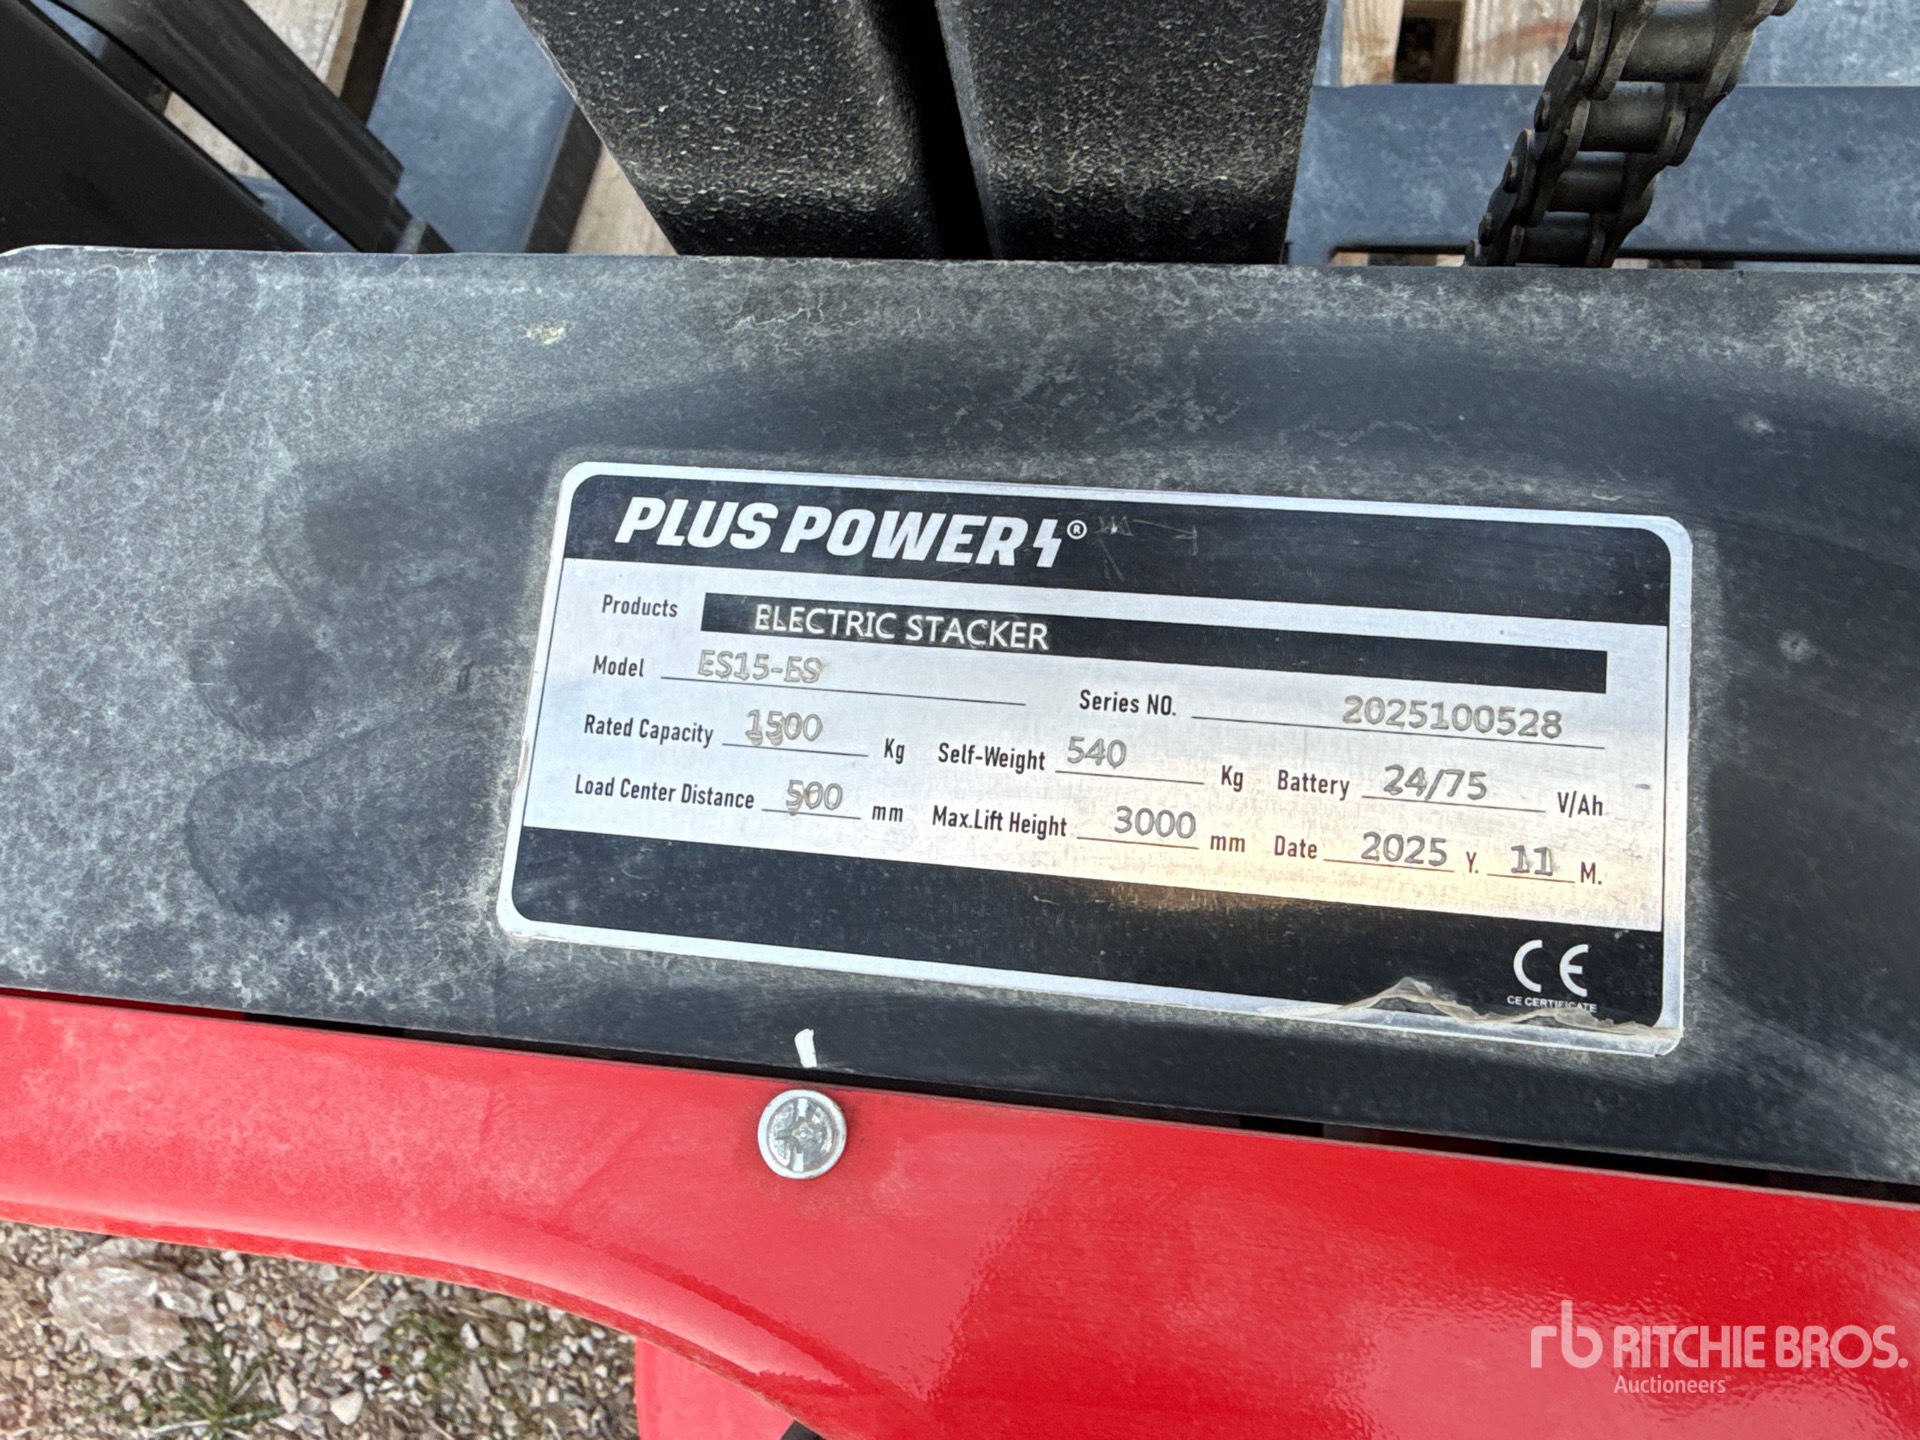 PLUS POWER ®
Products ELECTRIC STACKER
Model ES15-ES Series NO. 2025100528
Rated Capacity 1500 Kg Self-Weight 540 Kg Battery 24/75 V/Ah
Load Center Distance 500 mm Max.Lift Height 3000 mm Date 2025 Y. 11 M.
CE
CE CERTIFICATE
rb RITCHIE BROS.
Auctioneers